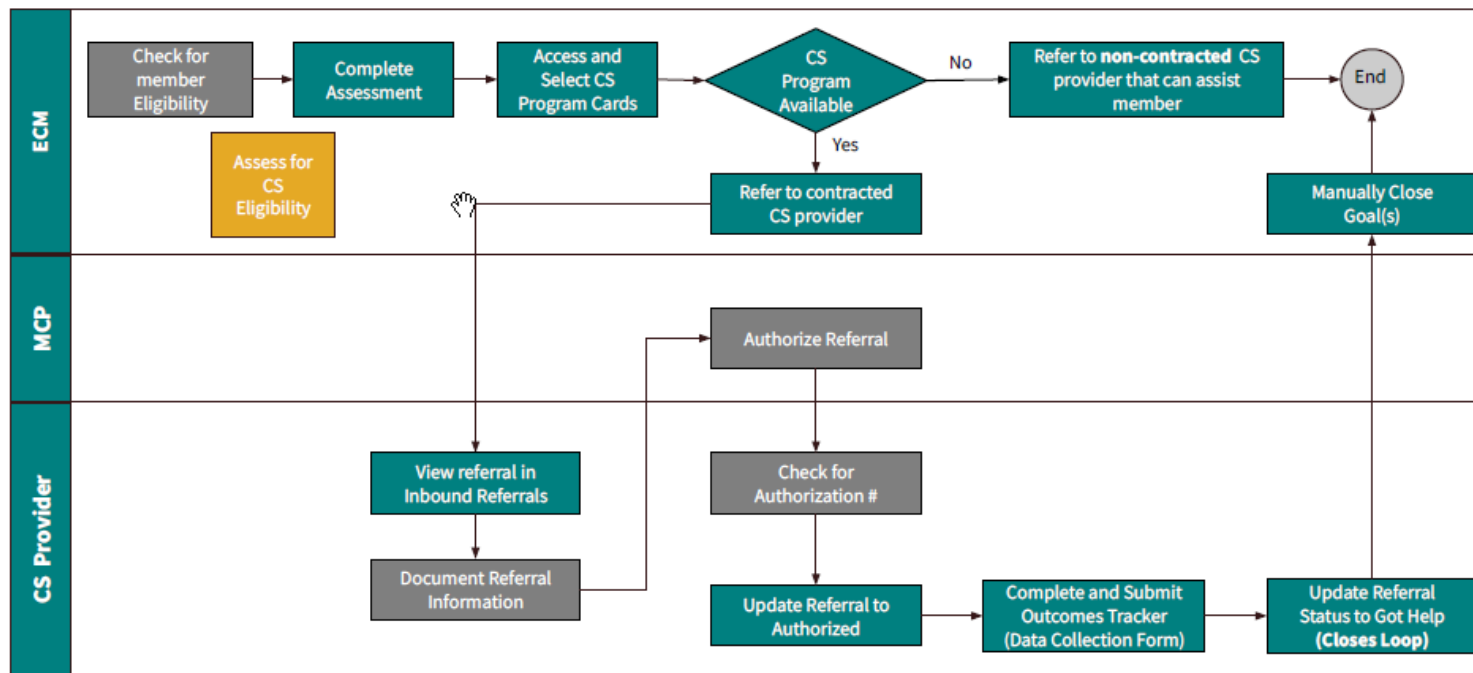 ECM
Check for
member
Eligibility
Complete
Assessment
Access and
Select CS
Program Cards
CS
Program
Available
No
Refer to non-contracted CS
provider that can assist
member
End
Yes
Assess for
CS
Eligibility
Refer to contracted
CS provider
Manually Close
Goal(s)
MCP
Authorize Referral
CS Provider
View referral in
Inbound Referrals
Check for
Authorization #
Document Referral
Information
Update Referral to
Authorized
Complete and Submit
Outcomes Tracker
(Data Collection Form)
Update Referral
Status to Got Help
(Closes Loop)